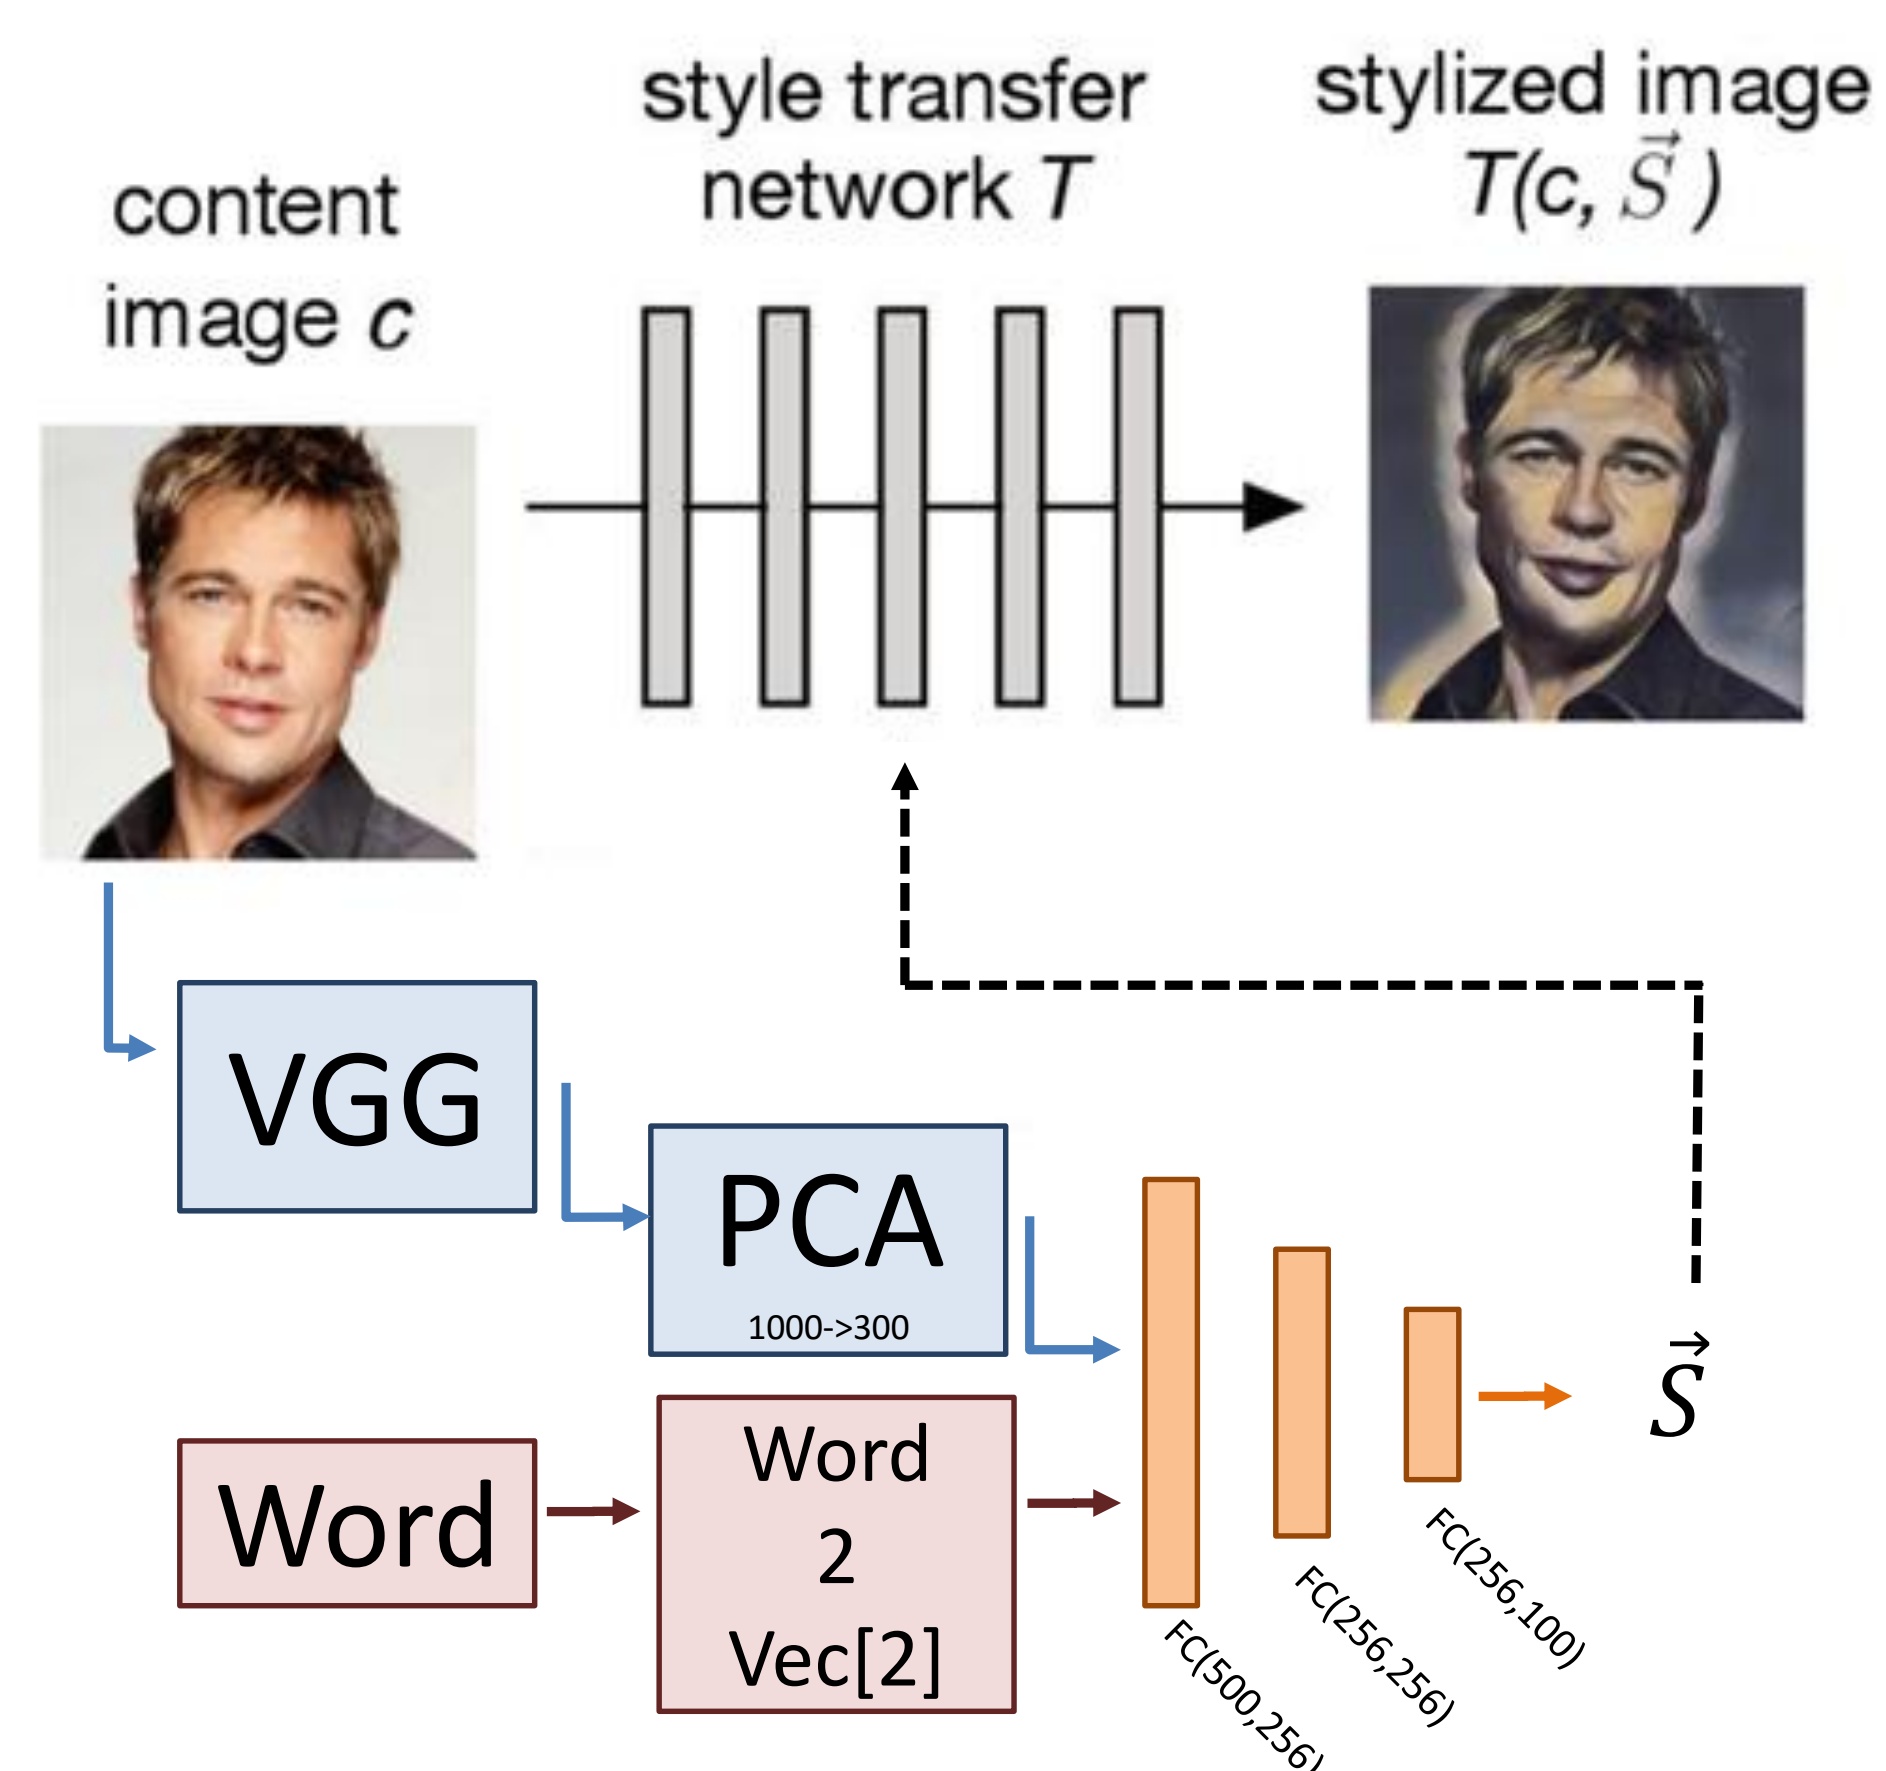 content
image c
style transfer
network T
stylized image
T(c, S⃗ )
VGG
PCA
1000->300
Word
Word
2
Vec[2]
FC(500,256)
FC(256,256)
FC(256,100)
S⃗